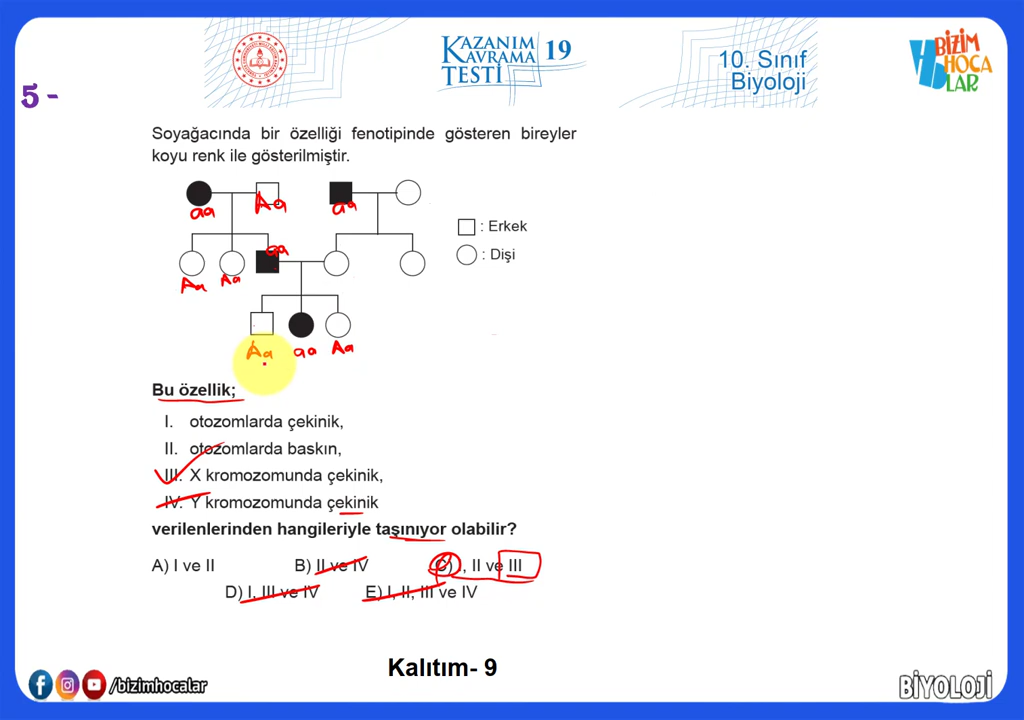 KAZANIM
KAVRAMA
TESTİ
19
10. Sınıf
Biyoloji
BİZİM
HOCA
LAR
5 -
Soyağacında bir özelliği fenotipinde gösteren bireyler
koyu renk ile gösterilmiştir.
aa Aa aa
: Erkek
aa
: Dişi
Aa Aa
Aa aa Aa
Bu özellik;
I. otozomlarda çekinik,
II. otozomlarda baskın,
III. X kromozomunda çekinik,
IV. Y kromozomunda çekinik
verilenlerinden hangileriyle taşınıyor olabilir?
A) I ve II B) II ve IV C) I, II ve III
D) I, III ve IV E) I, II, III ve IV
Kalıtım- 9
/bizimhocalar
BİYOLOJİ